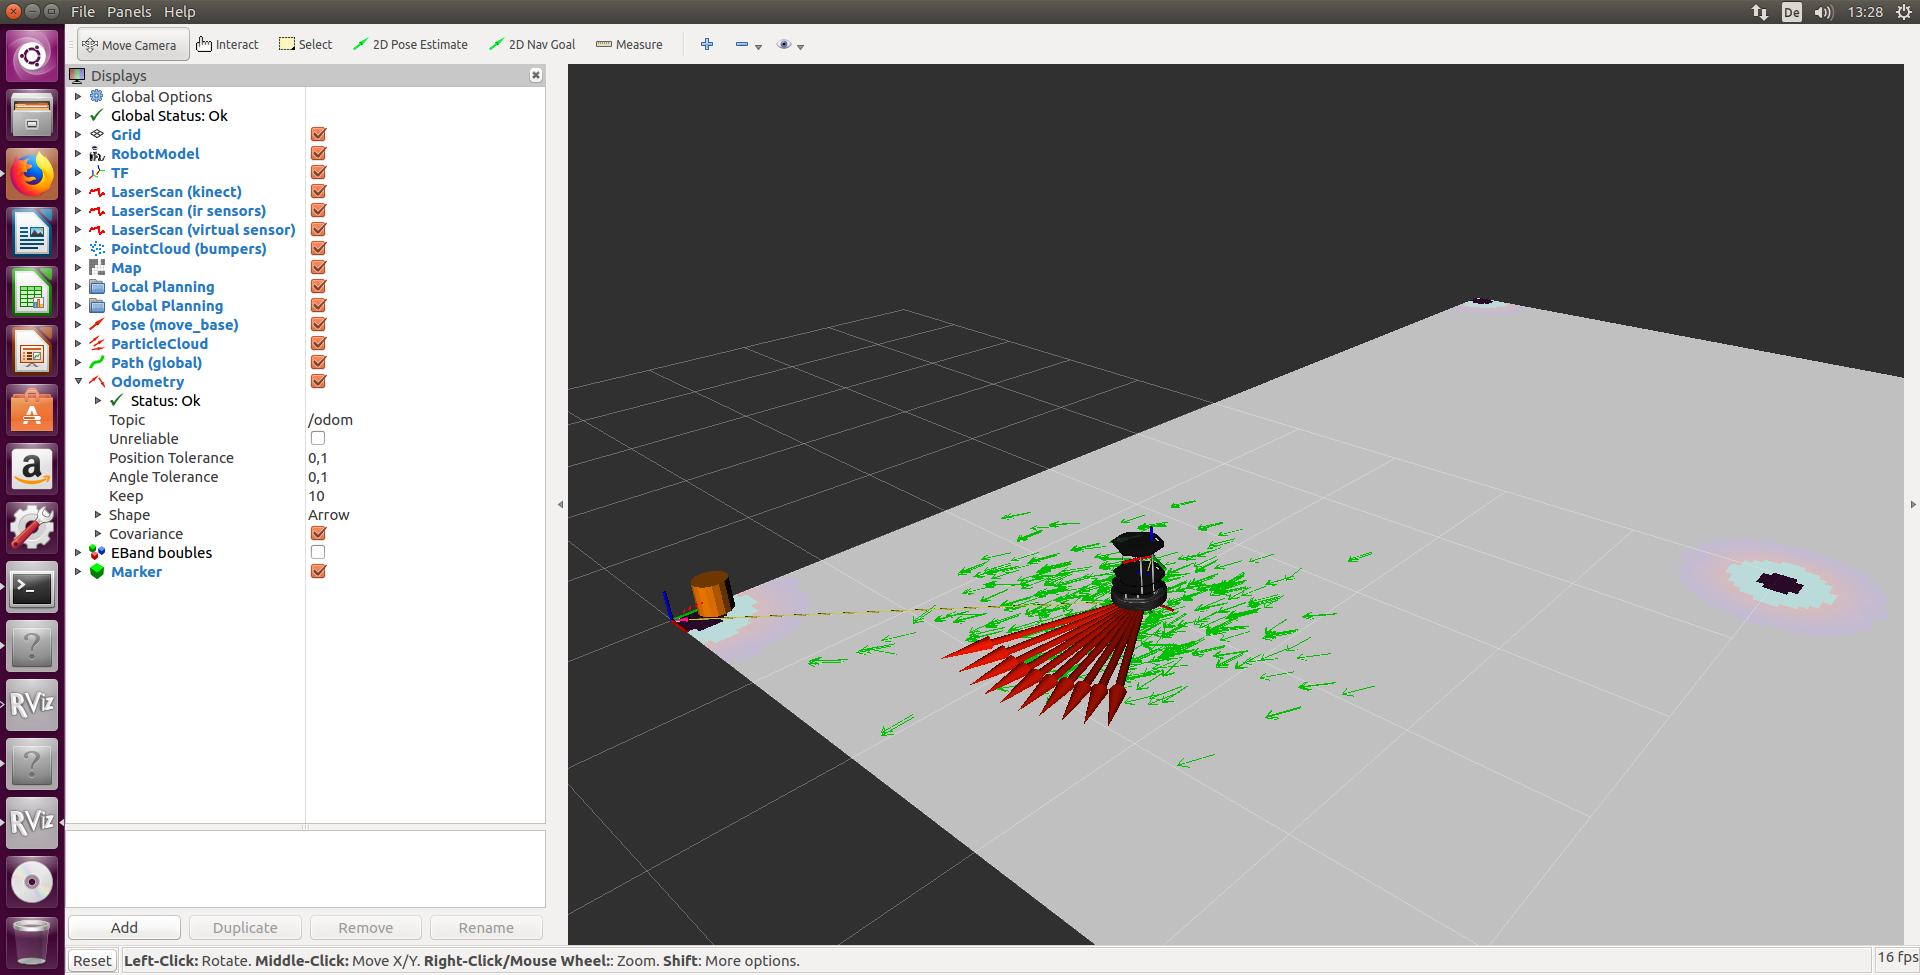 File Panels Help
De 13:28
Move Camera Interact Select 2D Pose Estimate 2D Nav Goal Measure
Displays
Global Options
Global Status: Ok
Grid
RobotModel
TF
LaserScan (kinect)
LaserScan (ir sensors)
LaserScan (virtual sensor)
PointCloud (bumpers)
Map
Local Planning
Global Planning
Pose (move_base)
ParticleCloud
Path (global)
Odometry
Status: Ok
Topic /odom
Unreliable
Position Tolerance 0,1
Angle Tolerance 0,1
Keep 10
Shape Arrow
Covariance
EBand boubles
Marker
RViz
RViz
Add Duplicate Remove Rename
Reset Left-Click: Rotate. Middle-Click: Move X/Y. Right-Click/Mouse Wheel:: Zoom. Shift: More options. 16 fps